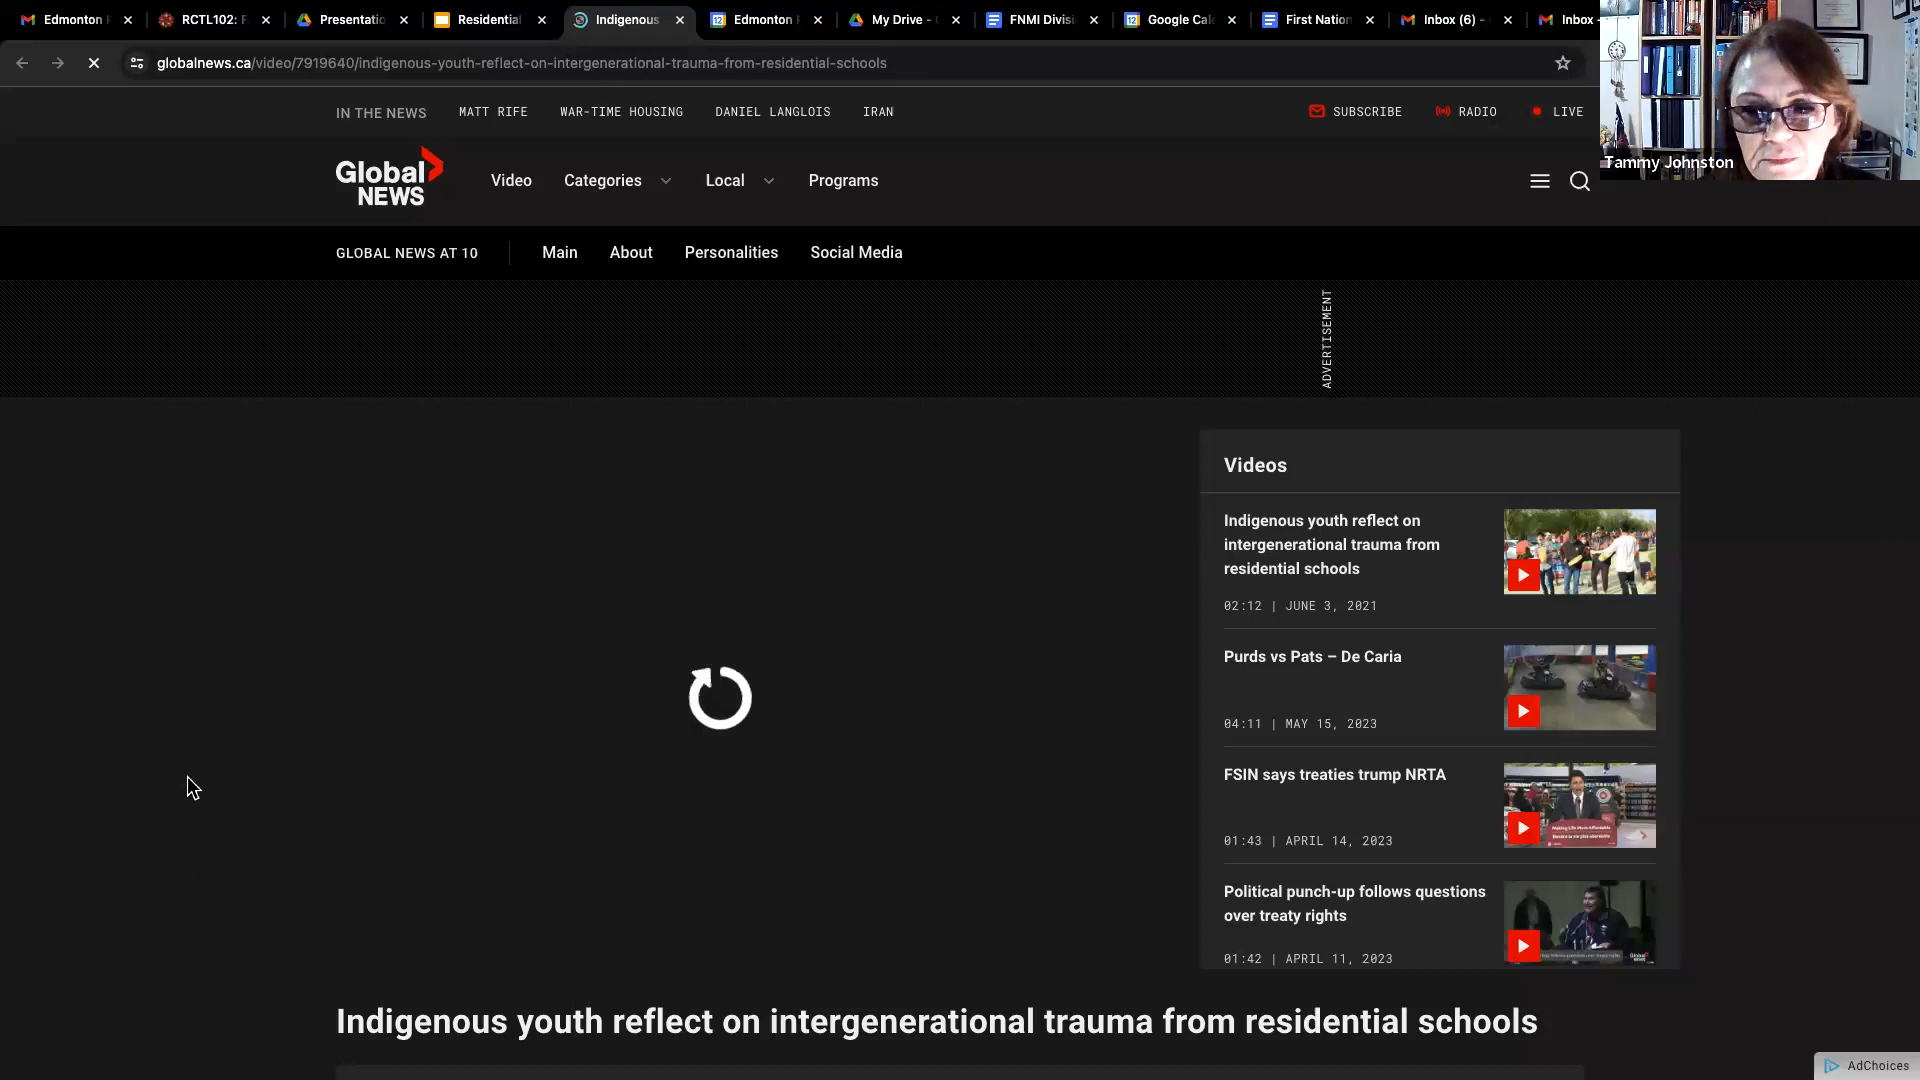 Edmonton
RCTL102: F
Presentatio
Residential
Indigenous
Edmonton
My Drive -
FNMI Divisi
Google Cal
First Nation
Inbox (6) -
Inbox
globalnews.ca/video/7919640/indigenous-youth-reflect-on-intergenerational-trauma-from-residential-schools
Tammy Johnston
IN THE NEWS MATT RIFE WAR-TIME HOUSING DANIEL LANGLOIS IRAN SUBSCRIBE RADIO LIVE
Global
NEWS
Video Categories Local Programs
GLOBAL NEWS AT 10 Main About Personalities Social Media
ADVERTISEMENT
Videos
Indigenous youth reflect on
intergenerational trauma from
residential schools
02:12 | JUNE 3, 2021
Purds vs Pats – De Caria
04:11 | MAY 15, 2023
FSIN says treaties trump NRTA
01:43 | APRIL 14, 2023
Political punch-up follows questions
over treaty rights
01:42 | APRIL 11, 2023
Indigenous youth reflect on intergenerational trauma from residential schools
AdChoices